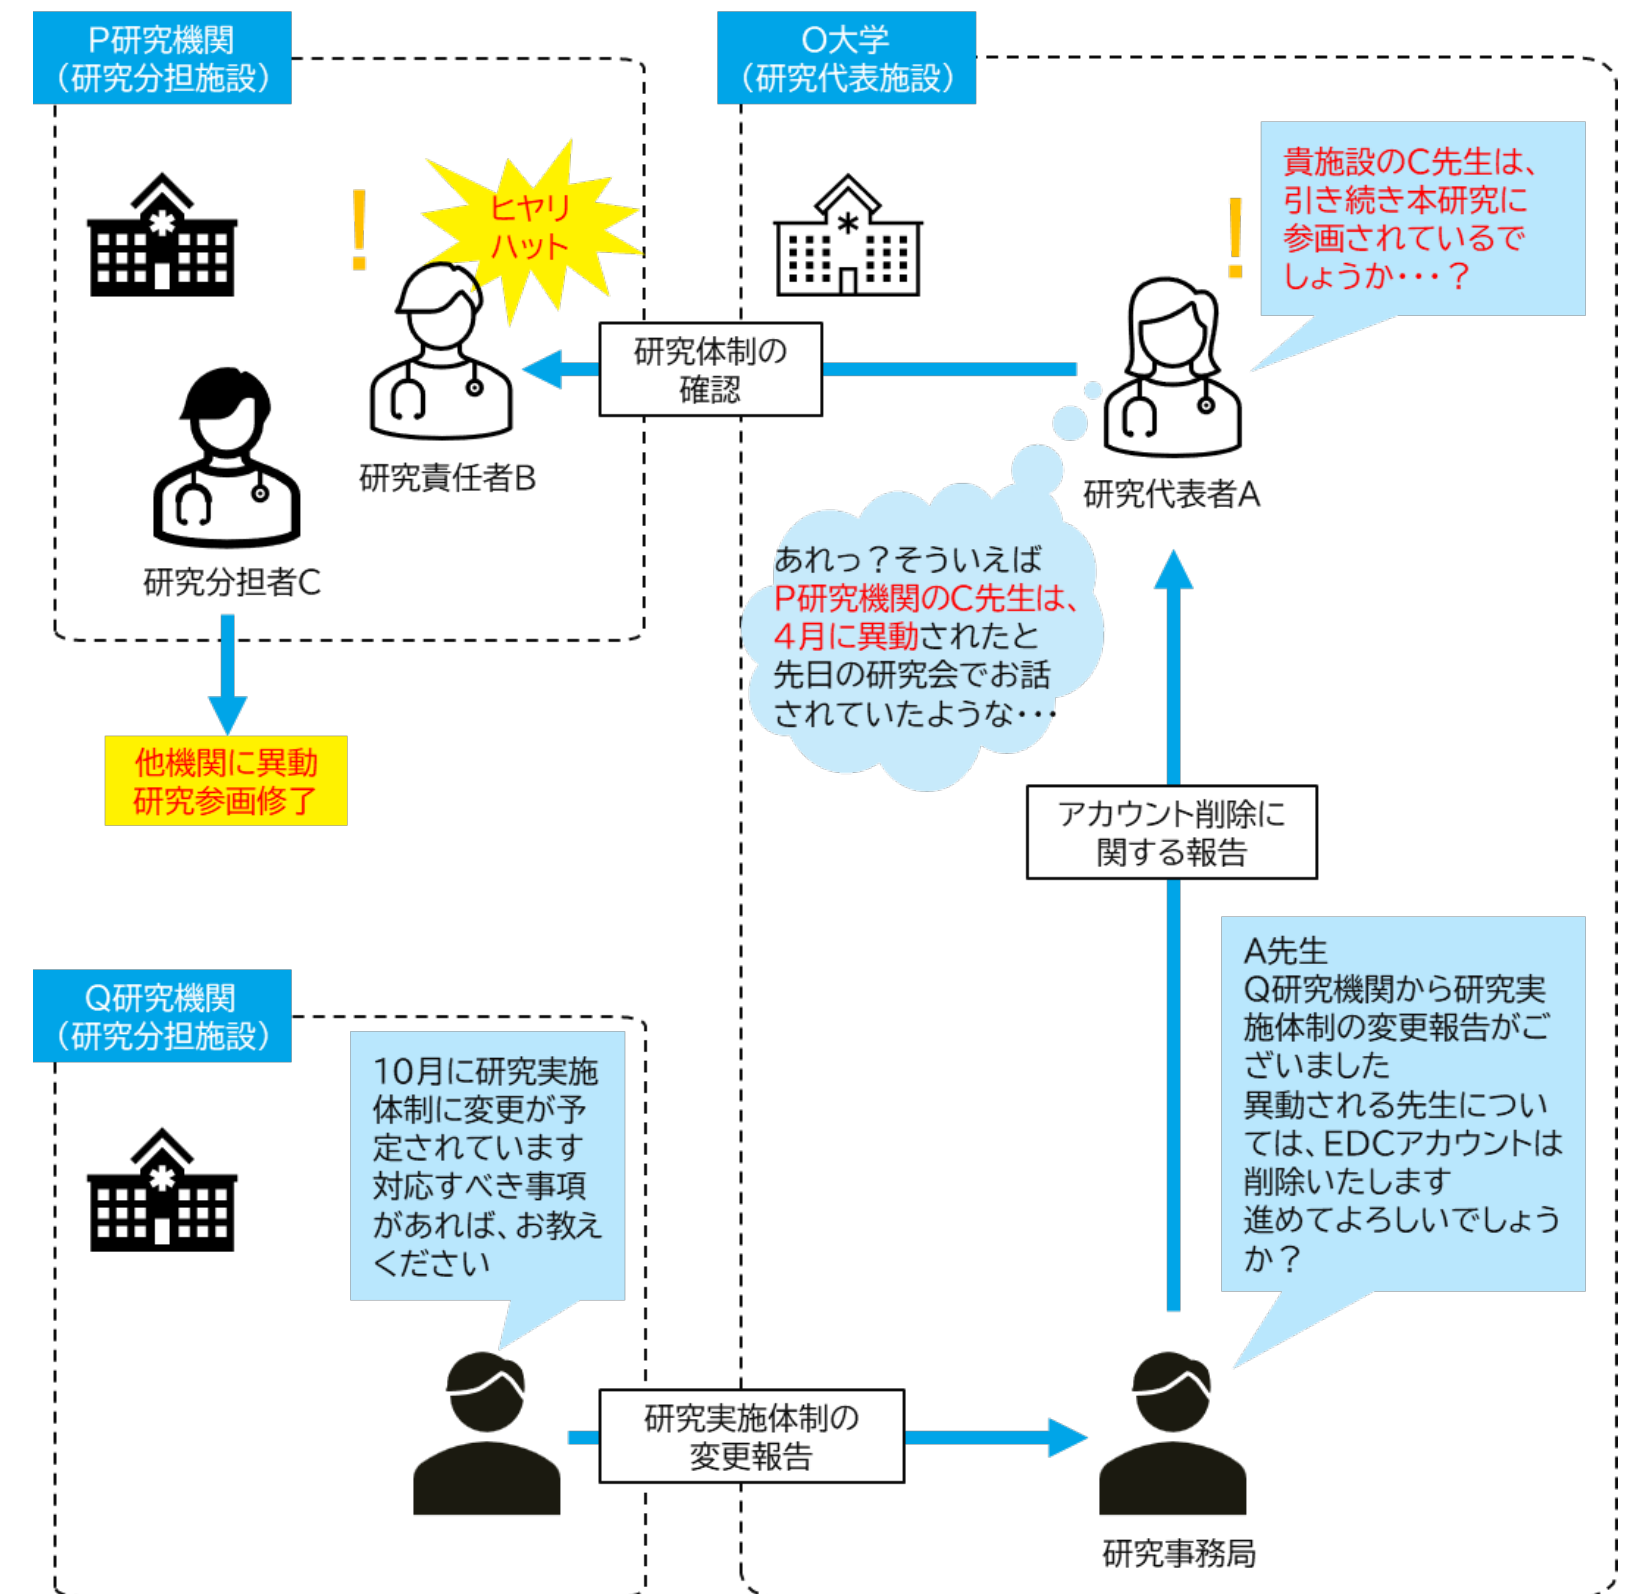 P研究機関
（研究分担施設）
O大学
（研究代表施設）
貴施設のC先生は、
引き続き本研究に
参画されているで
しょうか・・・？
!
ヒヤリ
ハット
!
研究体制の
確認
研究責任者B
研究代表者A
研究分担者C
あれっ？そういえば
P研究機関のC先生は、
4月に異動されたと
先日の研究会でお話
されていたような・・・
他機関に異動
研究参画修了
アカウント削除に
関する報告
A先生
Q研究機関から研究実
施体制の変更報告がご
ざいました
異動される先生につい
ては、EDCアカウントは
削除いたします
進めてよろしいでしょう
か？
Q研究機関
（研究分担施設）
10月に研究実施
体制に変更が予
定されています
対応すべき事項
があれば、お教え
ください
研究実施体制の
変更報告
研究事務局